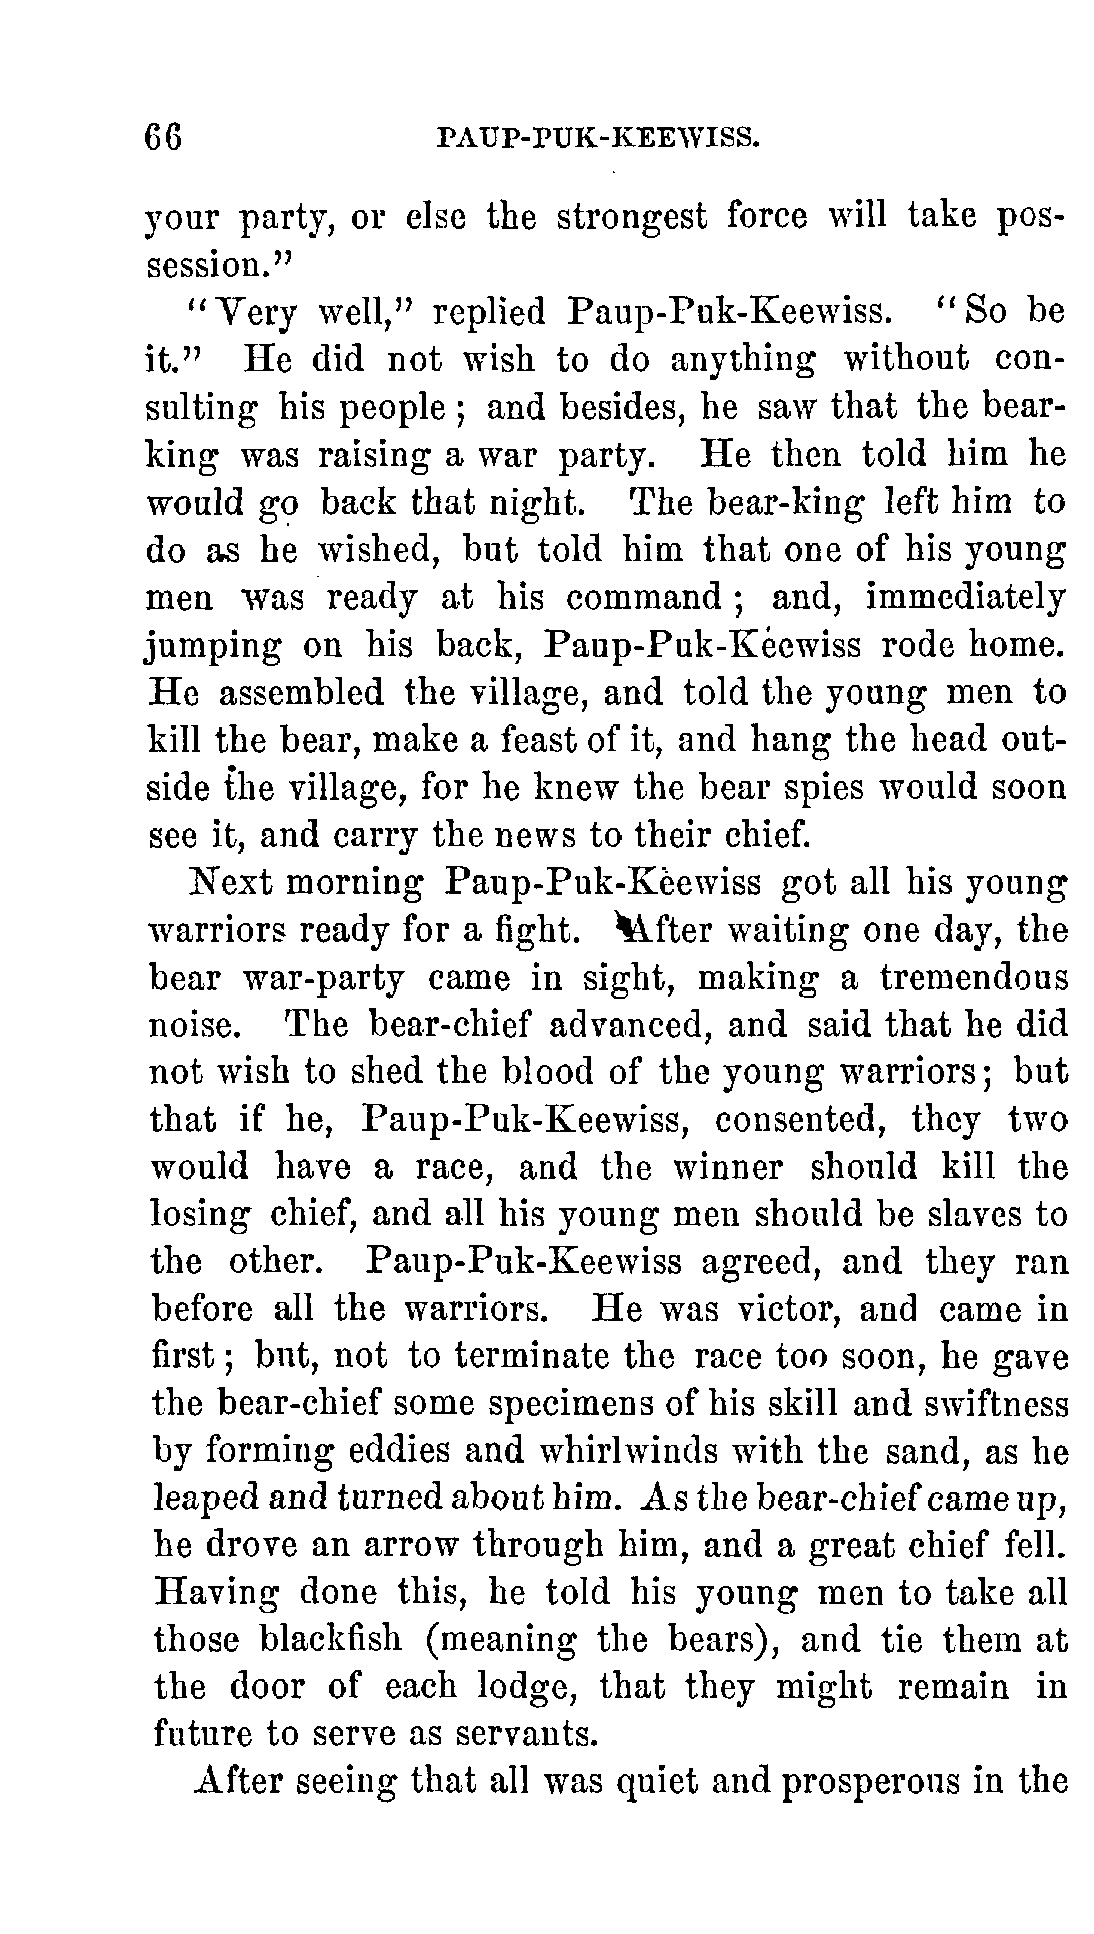 66 PAUP-PUK-KEEWISS.
your party, or else the strongest force will take pos-
session."
"Very well," replied Paup-Puk-Keewiss. "So be
it." He did not wish to do anything without con-
sulting his people; and besides, he saw that the bear-
king was raising a war party. He then told him he
would go back that night. The bear-king left him to
do as he wished, but told him that one of his young
men was ready at his command; and, immediately
jumping on his back, Paup-Puk-Keewiss rode home.
He assembled the village, and told the young men to
kill the bear, make a feast of it, and hang the head out-
side the village, for he knew the bear spies would soon
see it, and carry the news to their chief.
Next morning Paup-Puk-Keewiss got all his young
warriors ready for a fight. After waiting one day, the
bear war-party came in sight, making a tremendous
noise. The bear-chief advanced, and said that he did
not wish to shed the blood of the young warriors; but
that if he, Paup-Puk-Keewiss, consented, they two
would have a race, and the winner should kill the
losing chief, and all his young men should be slaves to
the other. Paup-Puk-Keewiss agreed, and they ran
before all the warriors. He was victor, and came in
first; but, not to terminate the race too soon, he gave
the bear-chief some specimens of his skill and swiftness
by forming eddies and whirlwinds with the sand, as he
leaped and turned about him. As the bear-chief came up,
he drove an arrow through him, and a great chief fell.
Having done this, he told his young men to take all
those blackfish (meaning the bears), and tie them at
the door of each lodge, that they might remain in
future to serve as servants.
After seeing that all was quiet and prosperous in the